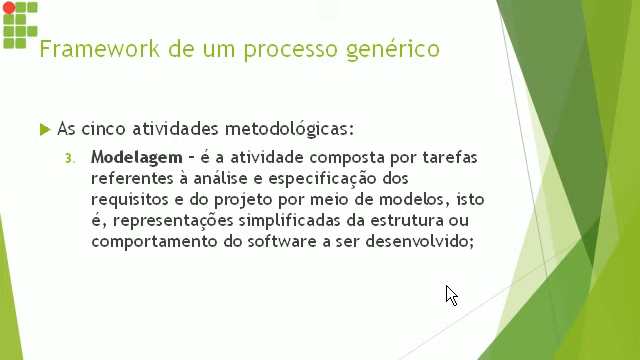 Framework de um processo genérico
As cinco atividades metodológicas:
3. Modelagem – é a atividade composta por tarefas
referentes à análise e especificação dos
requisitos e do projeto por meio de modelos, isto
é, representações simplificadas da estrutura ou
comportamento do software a ser desenvolvido;